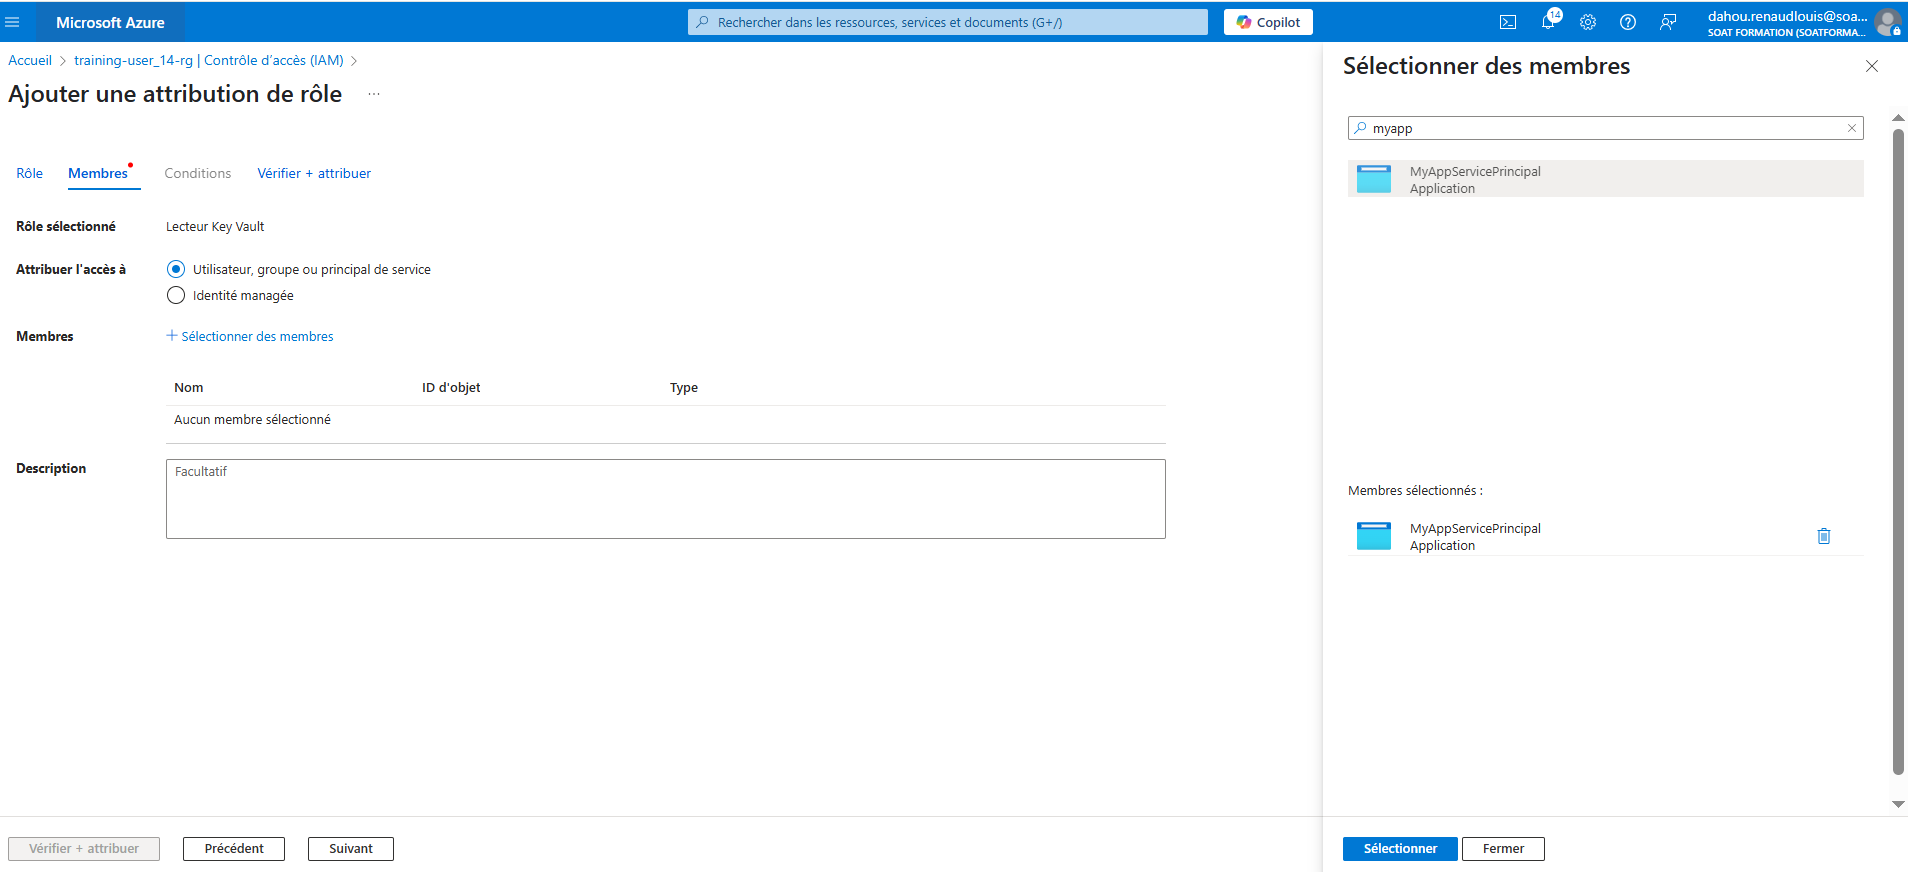 Microsoft Azure
Rechercher dans les ressources, services et documents (G+/)
Copilot
14
dahou.renaudlouis@soa...
SOAT FORMATION (SOATFORMA...
Accueil > training-user_14-rg | Contrôle d'accès (IAM) >
Ajouter une attribution de rôle ...
Rôle
Membres
Conditions
Vérifier + attribuer
Rôle sélectionné
Lecteur Key Vault
Attribuer l'accès à
Utilisateur, groupe ou principal de service
Identité managée
Membres
+ Sélectionner des membres
Nom
ID d'objet
Type
Aucun membre sélectionné
Description
Facultatif
Vérifier + attribuer
Précédent
Suivant
Sélectionner des membres
myapp
MyAppServicePrincipal
Application
Membres sélectionnés :
MyAppServicePrincipal
Application
Sélectionner
Fermer